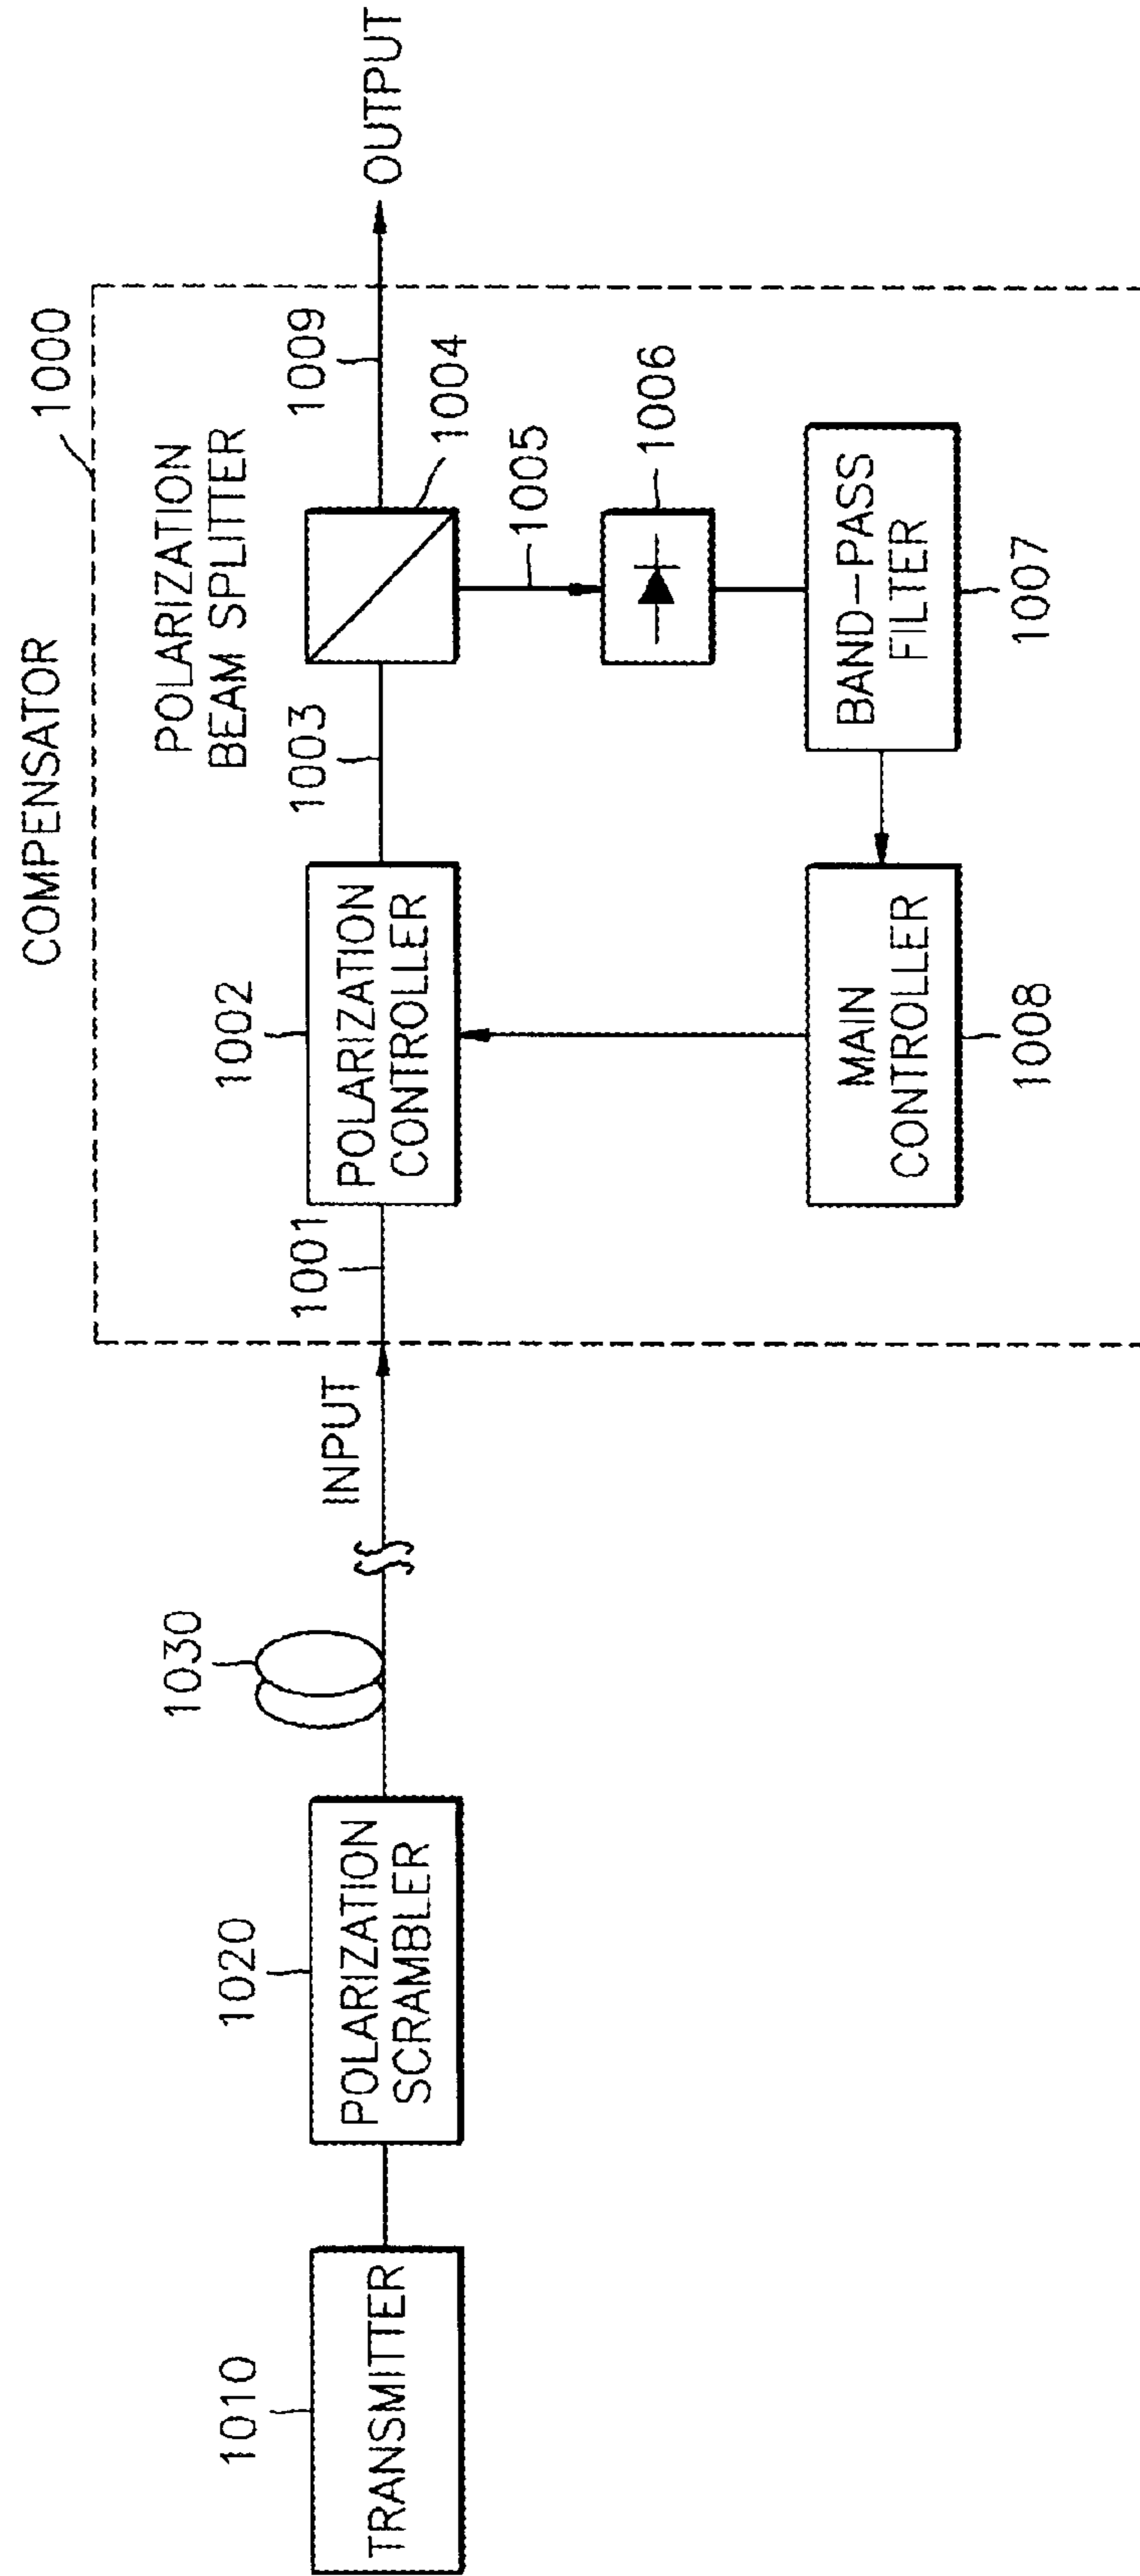 COMPENSATOR
1000
1010
TRANSMITTER
1020
POLARIZATION
SCRAMBLER
1030
INPUT
1001
1002
POLARIZATION
CONTROLLER
1003
POLARIZATION
BEAM SPLITTER
1004
1009
OUTPUT
1005
1006
BAND-PASS
FILTER
1007
MAIN
CONTROLLER
1008